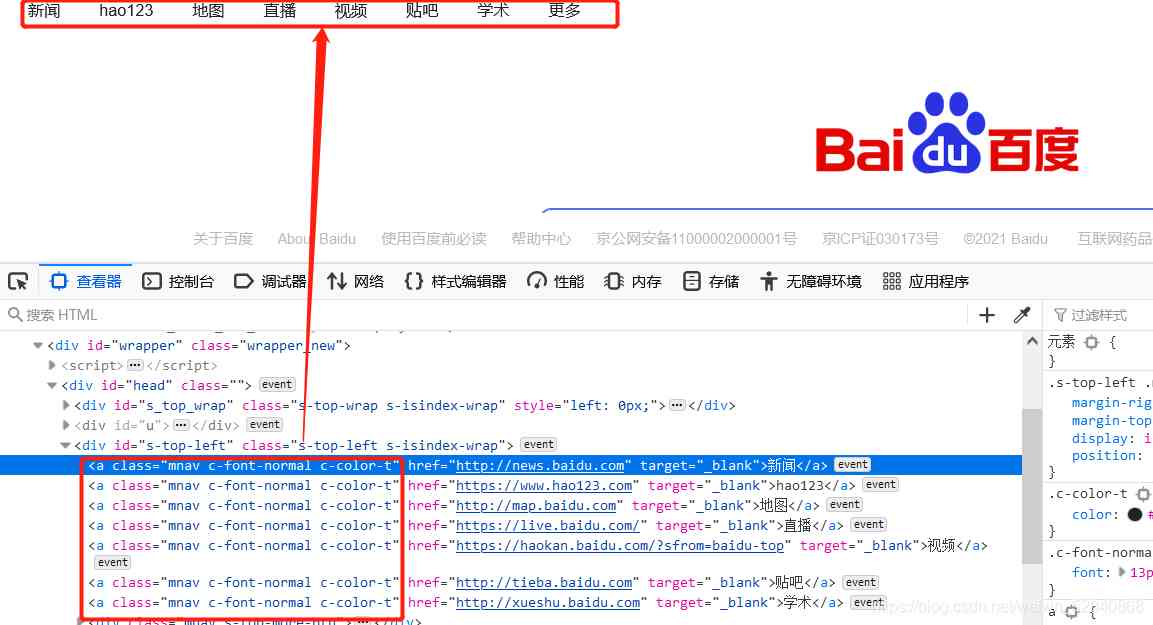 新闻 hao123 地图 直播 视频 贴吧 学术 更多
Bai du 百度
关于百度 About Baidu 使用百度前必读 帮助中心 京公网安备11000002000001号 京ICP证030173号 ©2021 Baidu 互联网药品
查看器 控制台 调试器 网络 {} 样式编辑器 性能 内存 存储 无障碍环境 应用程序
搜索 HTML
过滤样式
<div id="wrapper" class="wrapper_new">
<script>…</script>
<div id="head" class=""> event
<div id="s_top_wrap" class="s-top-wrap s-isindex-wrap" style="left: 0px;">…</div>
<div id="u">…</div> event
<div id="s-top-left" class="s-top-left s-isindex-wrap"> event
<a class="mnav c-font-normal c-color-t" href="http://news.baidu.com" target="_blank">新闻</a> event
<a class="mnav c-font-normal c-color-t" href="https://www.hao123.com" target="_blank">hao123</a> event
<a class="mnav c-font-normal c-color-t" href="http://map.baidu.com" target="_blank">地图</a> event
<a class="mnav c-font-normal c-color-t" href="https://live.baidu.com/" target="_blank">直播</a> event
<a class="mnav c-font-normal c-color-t" href="https://haokan.baidu.com/?sfrom=baidu-top" target="_blank">视频</a>
event
<a class="mnav c-font-normal c-color-t" href="http://tieba.baidu.com" target="_blank">贴吧</a> event
<a class="mnav c-font-normal c-color-t" href="http://xueshu.baidu.com" target="_blank">学术</a> event
元素 {
}
.s-top-left .
margin-rig
margin-top
display: i
position:
}
.c-color-t
color: #
}
.c-font-norma
font: 13p
}
a {